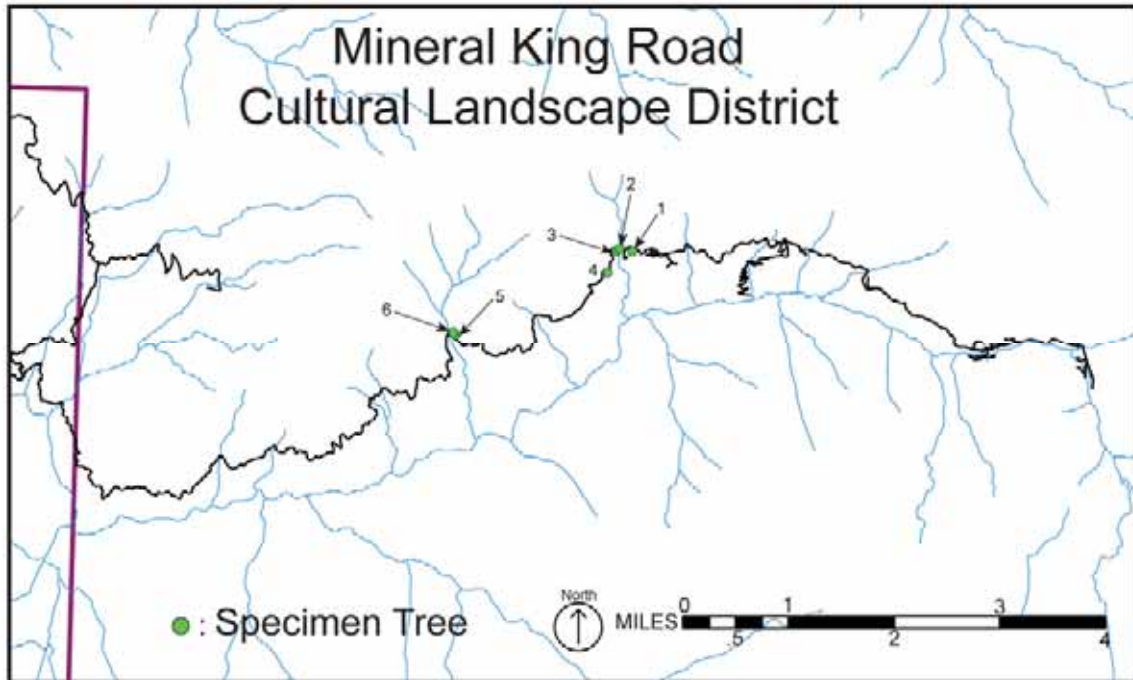 Mineral King Road
Cultural Landscape District
2
1
3
4
6
5
: Specimen Tree
North
MILES
0
1
3
.5
2
4